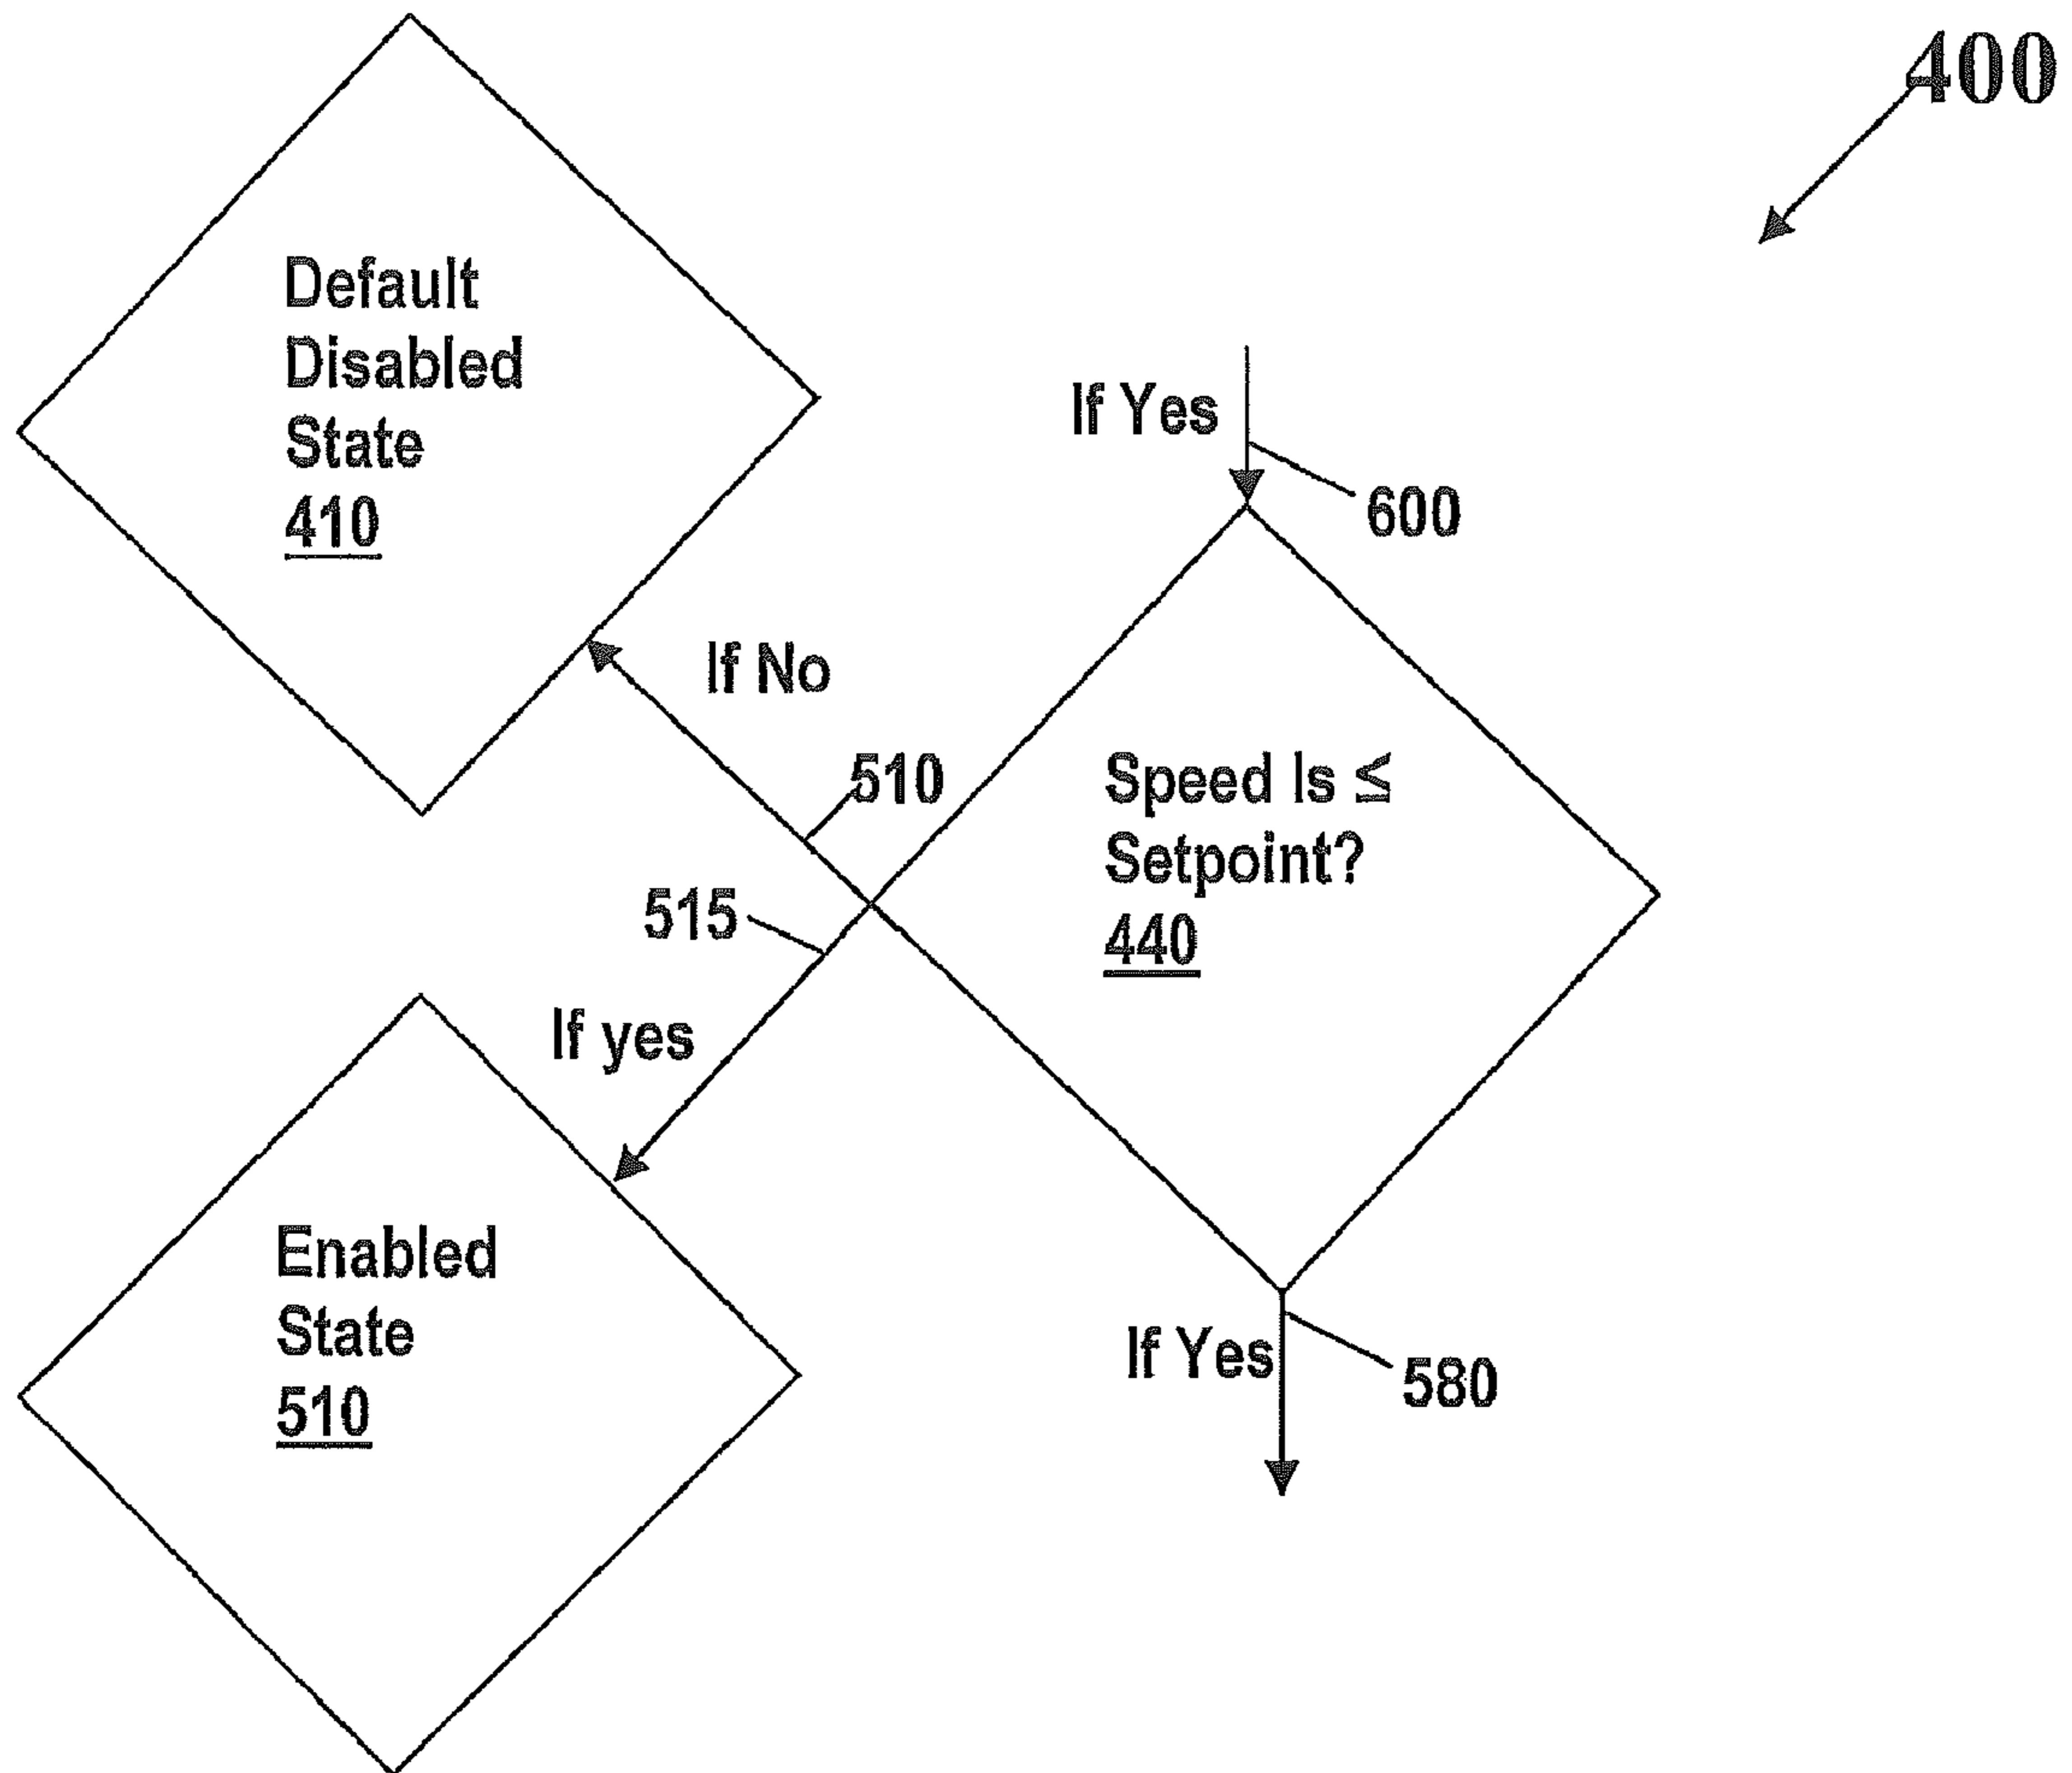 400
Default
Disabled
State
410
If Yes
600
If No
510
Speed Is ≤
Setpoint?
440
515
If yes
Enabled
State
510
If Yes
580